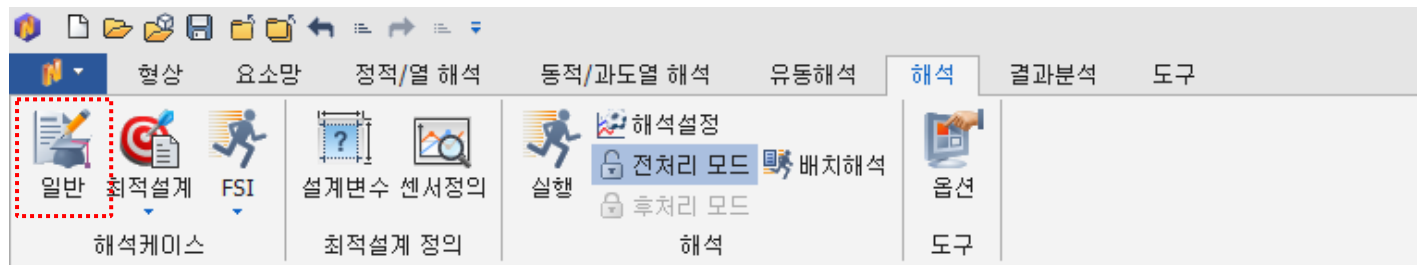 형상 요소망 정적/열 해석 동적/과도열 해석 유동해석 해석 결과분석 도구
일반 최적설계 FSI
해석케이스
설계변수 센서정의
최적설계 정의
실행
해석설정
전처리 모드
후처리 모드
배치해석
해석
옵션
도구